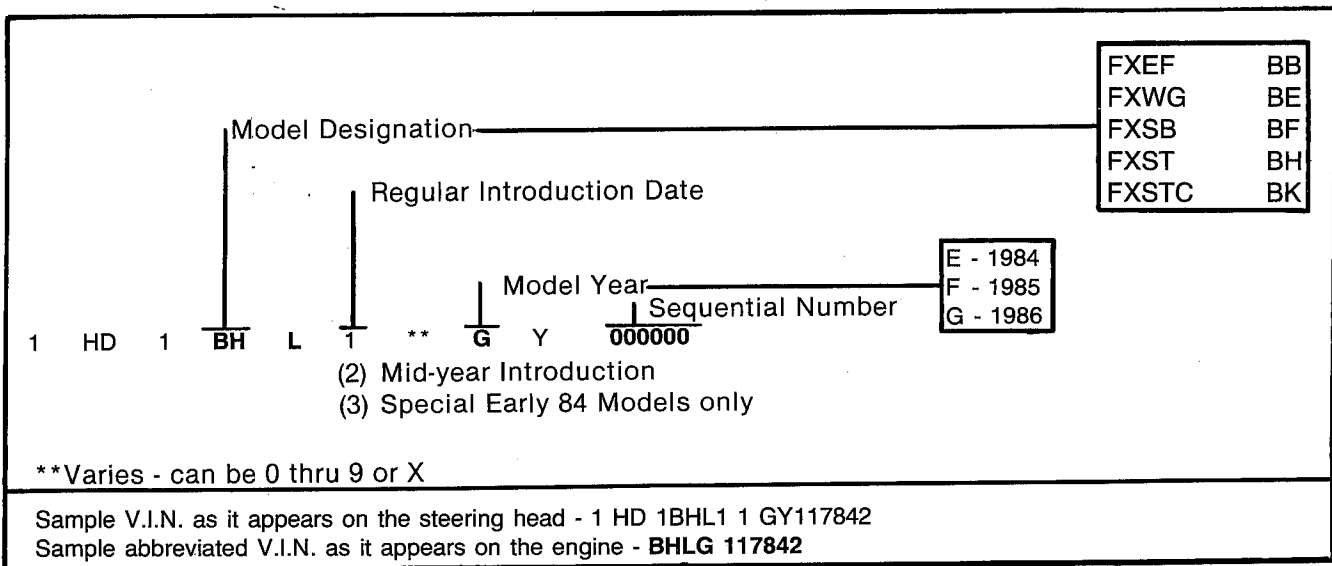 FXEF BB
FXWG BE
FXSB BF
FXST BH
FXSTC BK
Model Designation
Regular Introduction Date
Model Year
E - 1984
F - 1985
G - 1986
Sequential Number
1 HD 1 BH L 1 ** G Y 000000
(2) Mid-year Introduction
(3) Special Early 84 Models only
**Varies - can be 0 thru 9 or X
Sample V.I.N. as it appears on the steering head - 1 HD 1BHL1 1 GY117842
Sample abbreviated V.I.N. as it appears on the engine - BHLG 117842